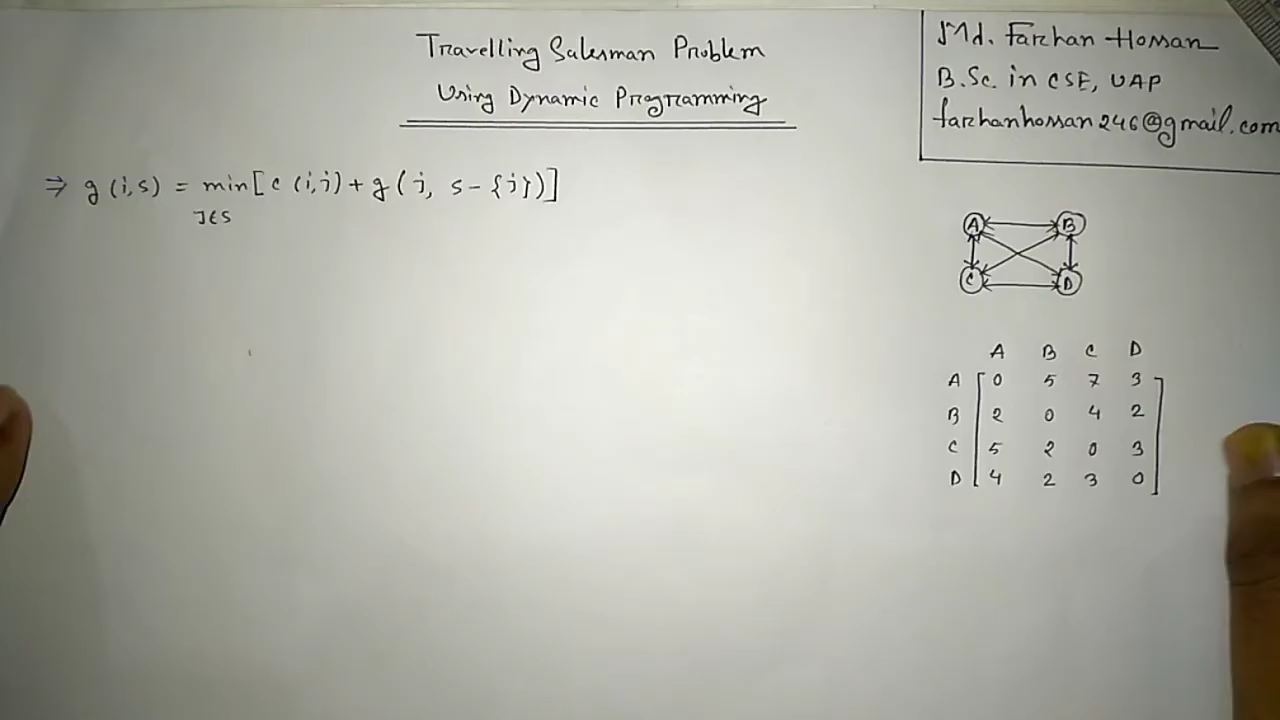 Travelling Salesman Problem
Using Dynamic Programming
Md. Farhan Hossan
B.Sc. in CSE, UAP
farhanhossan246@gmail.com
⇒ g(i,s) = min[c(i,j)+g(j, s-{j})]
J∈S
A B
C D
A B C D
A 0 5 7 3
B 2 0 4 2
C 5 2 0 3
D 4 2 3 0